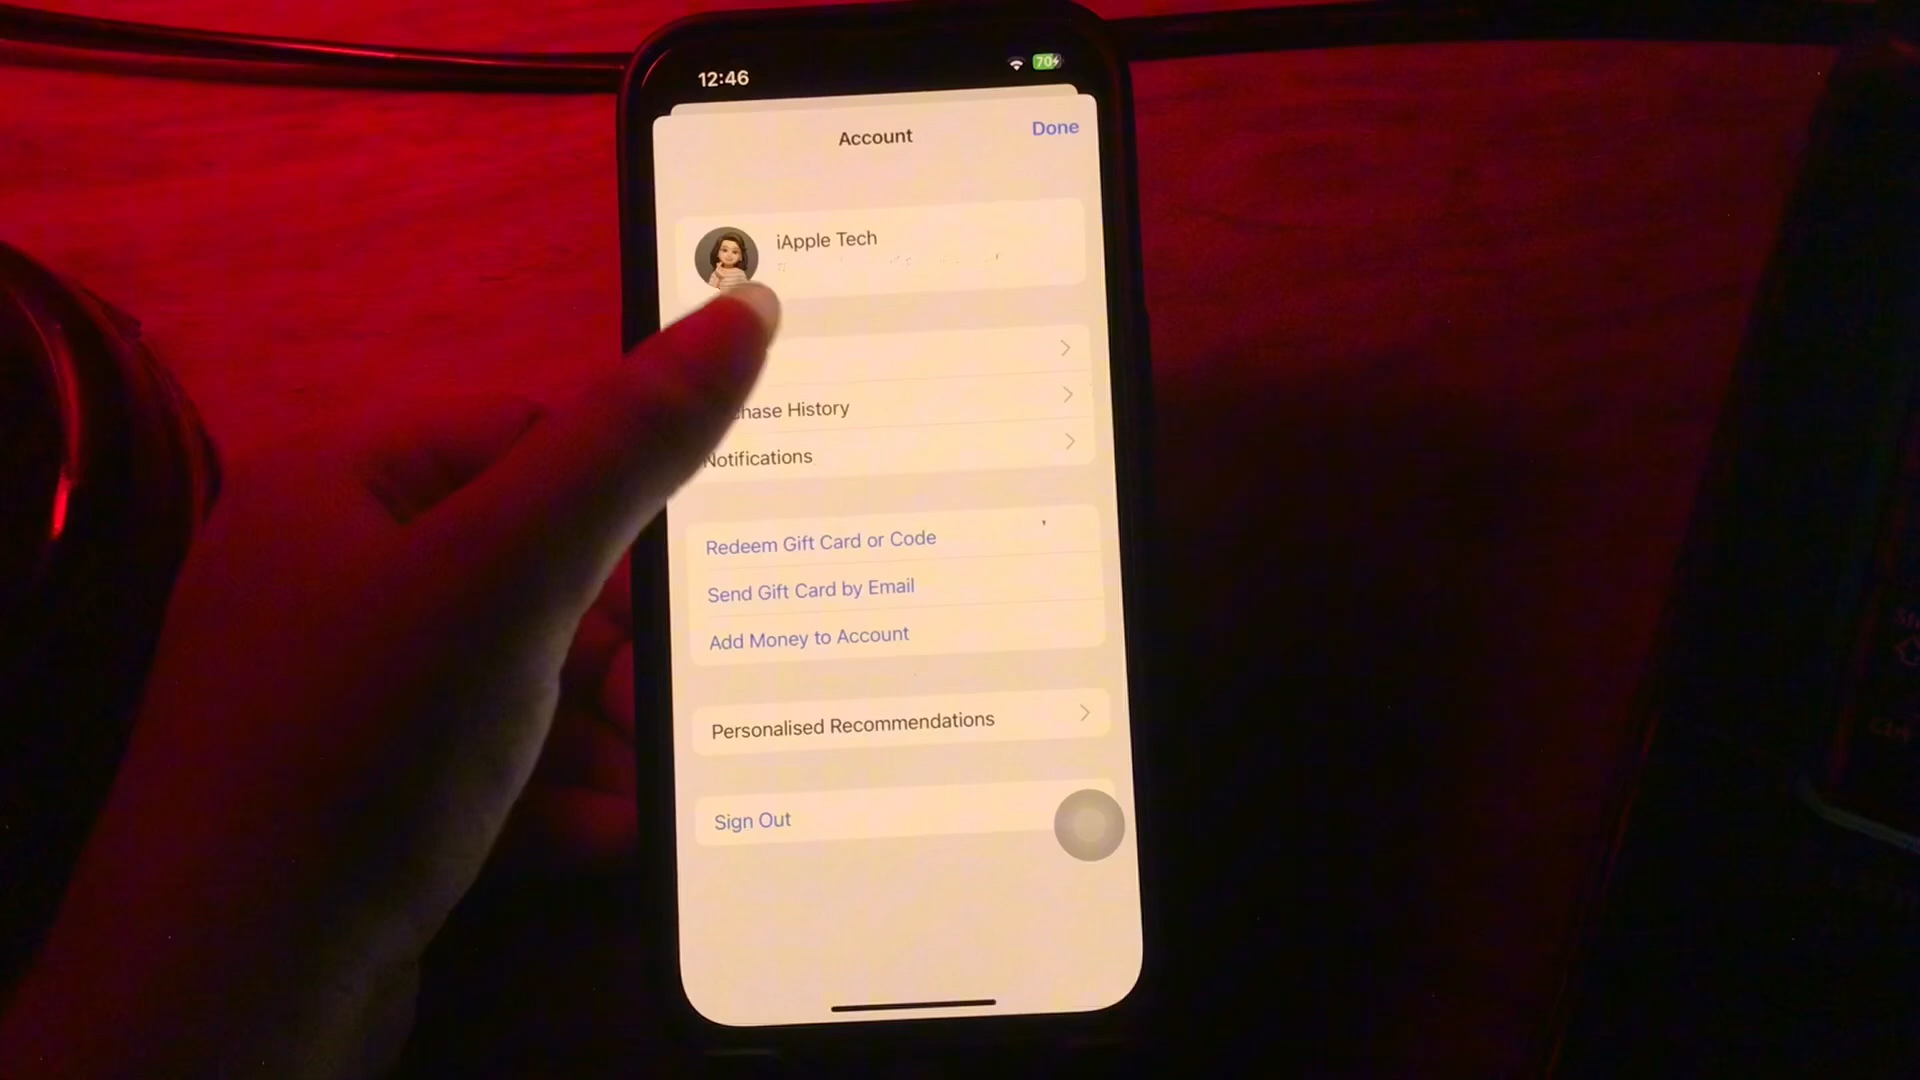 12:46
70
Account
Done
iApple Tech
chase History
Notifications
Redeem Gift Card or Code
Send Gift Card by Email
Add Money to Account
Personalised Recommendations
Sign Out